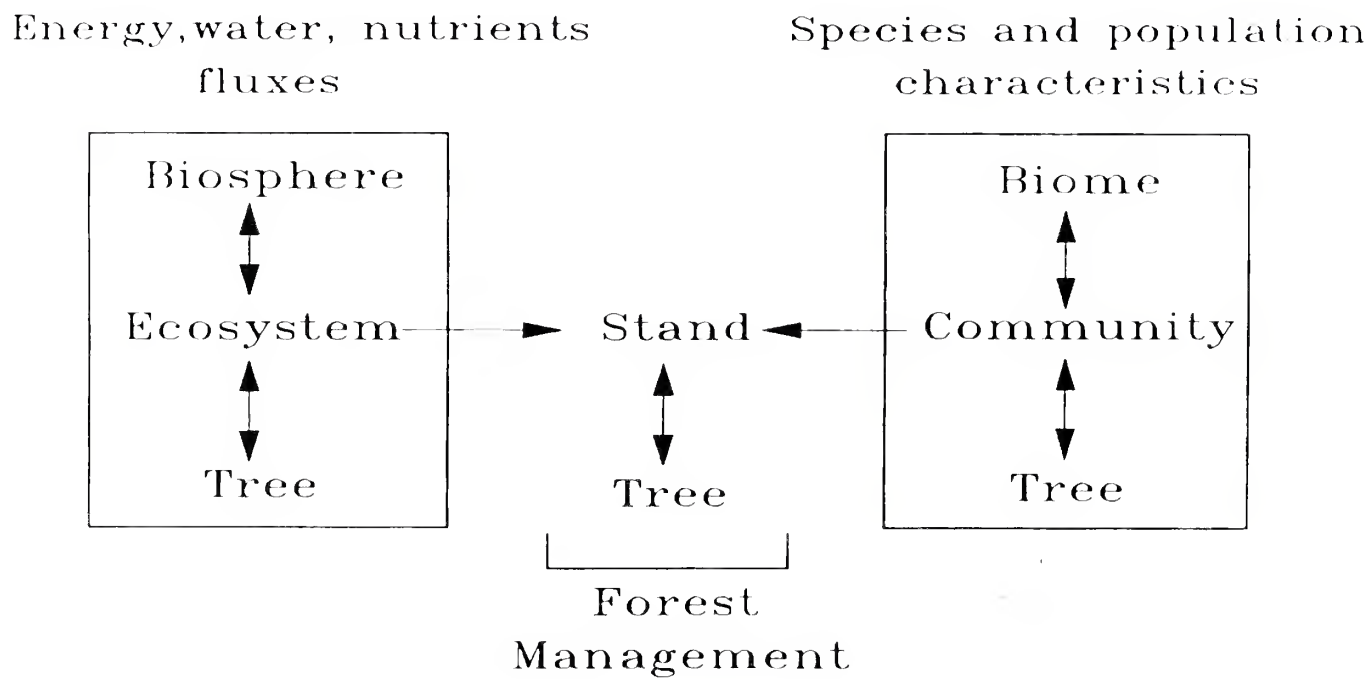 Energy,water, nutrients
fluxes
Species and population
characteristics
Biosphere
Ecosystem
Tree
Stand
Tree
Biome
Community
Tree
Forest
Management